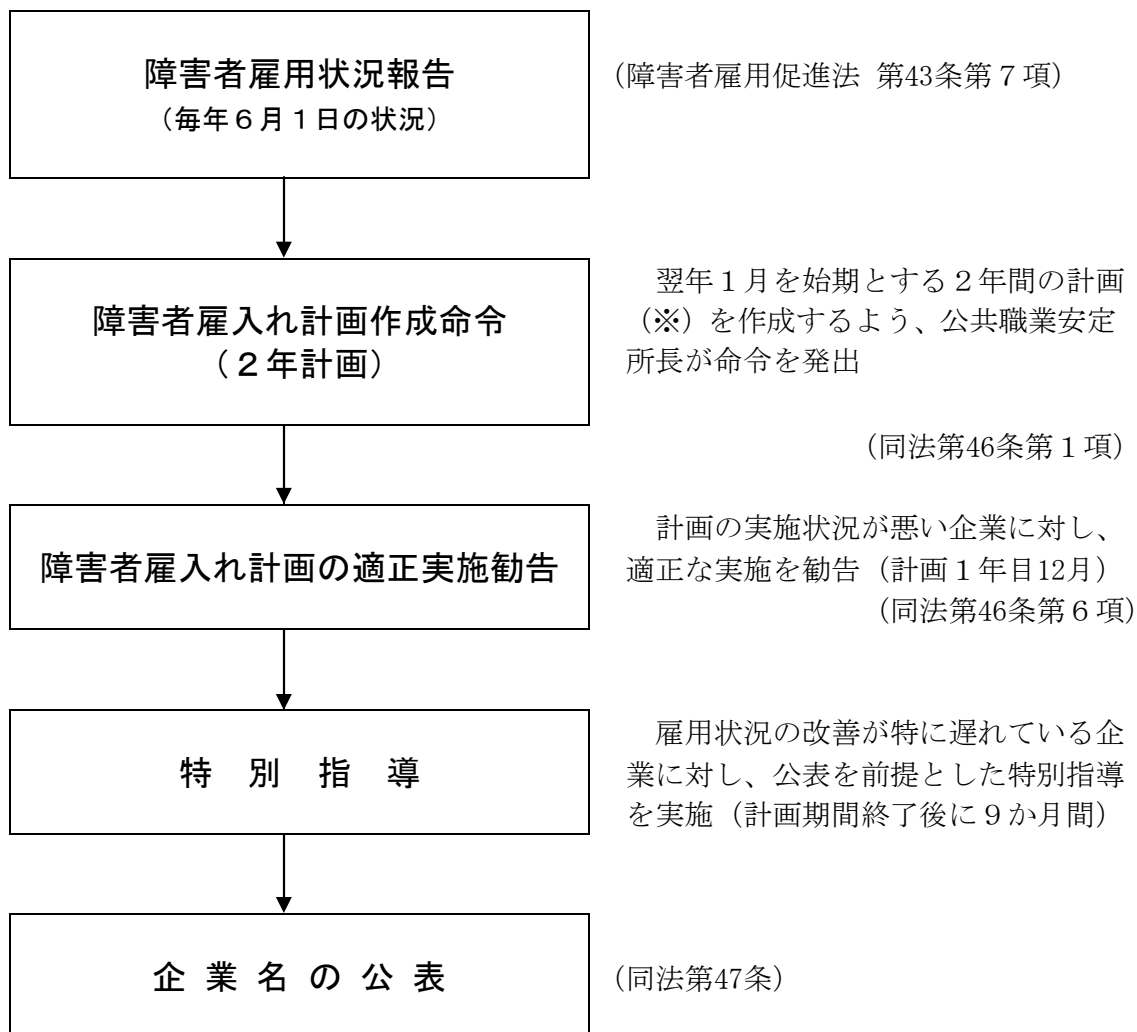 障害者雇用状況報告
（毎年６月１日の状況）
（障害者雇用促進法 第43条第７項）
障害者雇入れ計画作成命令
（２年計画）
翌年１月を始期とする２年間の計画
（※）を作成するよう、公共職業安定
所長が命令を発出
（同法第46条第１項）
障害者雇入れ計画の適正実施勧告
計画の実施状況が悪い企業に対し、
適正な実施を勧告（計画１年目12月）
（同法第46条第６項）
特 別 指 導
雇用状況の改善が特に遅れている企
業に対し、公表を前提とした特別指導
を実施（計画期間終了後に９か月間）
企 業 名 の 公 表
（同法第47条）